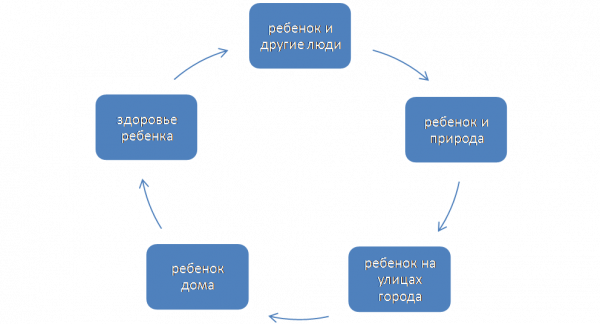 ребенок и
другие люди
ребенок и
природа
ребенок на
улицах
города
ребенок
дома
здоровье
ребенка